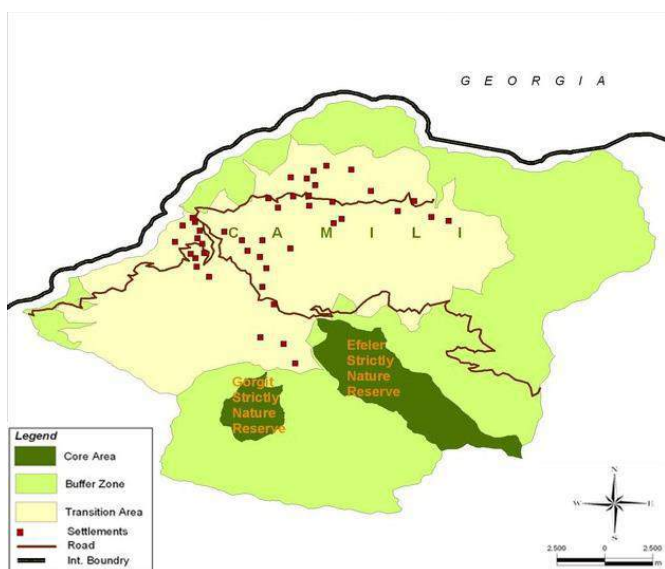 G E O R G I A
C A M I L I
Efeler
Strictly
Nature
Reserve
Gorgit
Strictly
Nature
Reserve
Legend
Core Area
Buffer Zone
Transition Area
Settlements
Road
Int. Boundry
N
W E
S
2.500 0 2.500
m